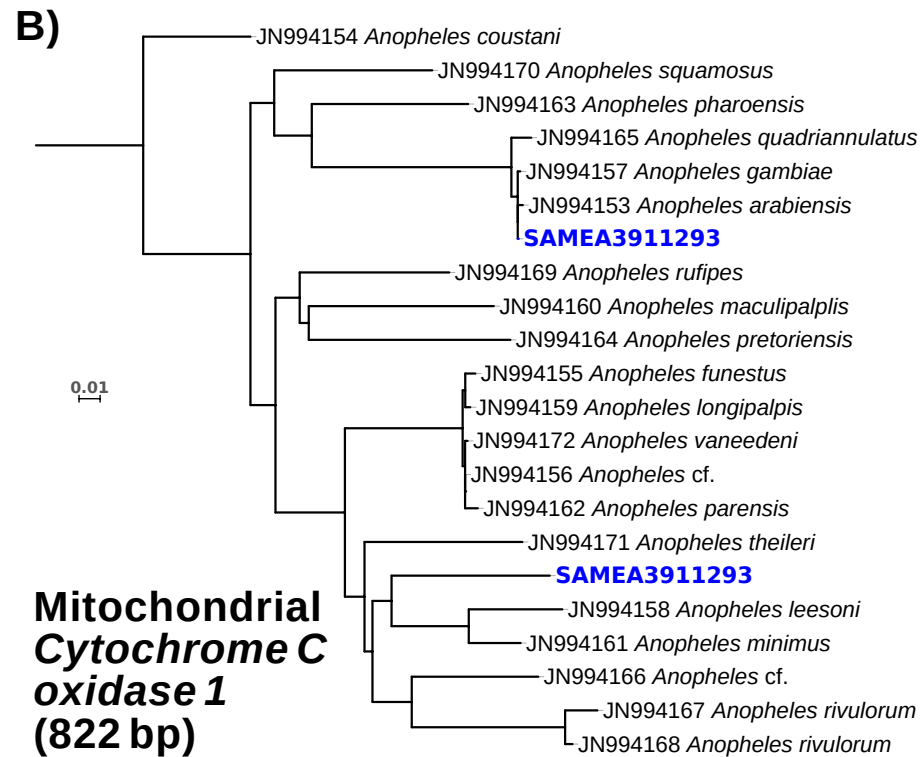 B)
JN994154 Anopheles coustani
JN994170 Anopheles squamosus
JN994163 Anopheles pharoensis
JN994165 Anopheles quadriannulatus
JN994157 Anopheles gambiae
JN994153 Anopheles arabiensis
SAMEA3911293
JN994169 Anopheles rufipes
JN994160 Anopheles maculipalplis
JN994164 Anopheles pretoriensis
0.01
JN994155 Anopheles funestus
JN994159 Anopheles longipalpis
JN994172 Anopheles vaneedeni
JN994156 Anopheles cf.
JN994162 Anopheles parensis
JN994171 Anopheles theileri
SAMEA3911293
JN994158 Anopheles leesoni
JN994161 Anopheles minimus
JN994166 Anopheles cf.
JN994167 Anopheles rivulorum
JN994168 Anopheles rivulorum
Mitochondrial
Cytochrome C
oxidase 1
(822 bp)